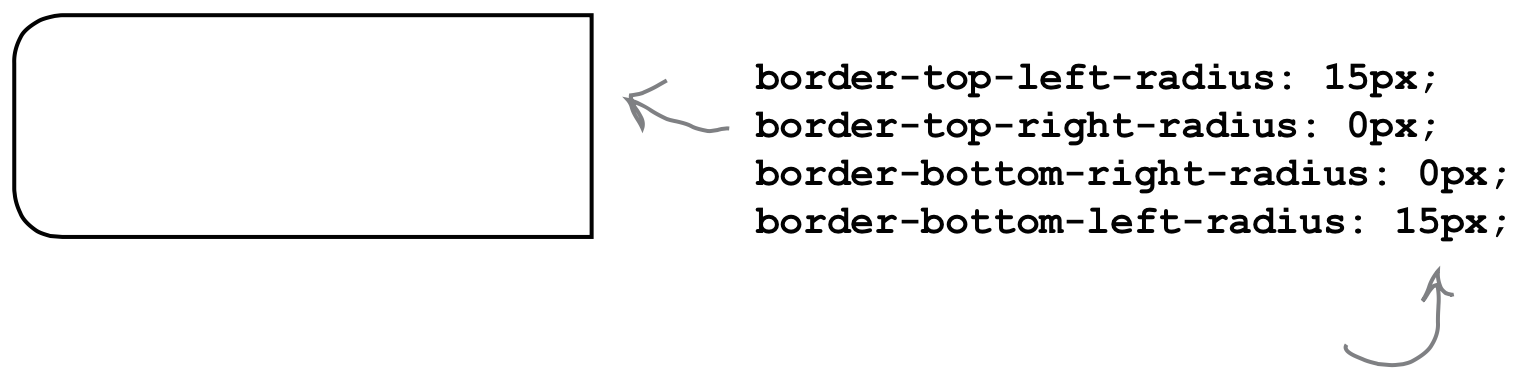 border-top-left-radius: 15px;
border-top-right-radius: 0px;
border-bottom-right-radius: 0px;
border-bottom-left-radius: 15px;